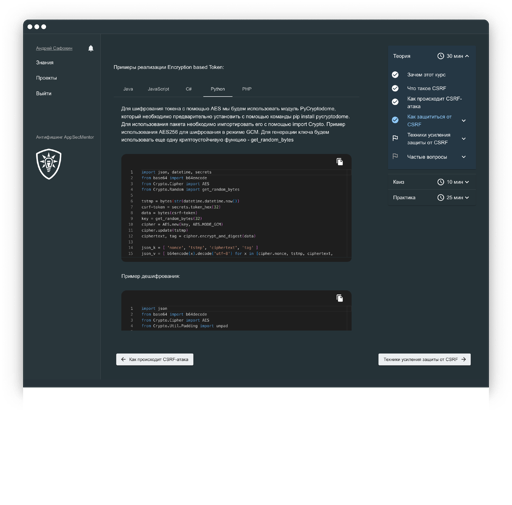 Андрей Сабозин
Знания
Проекты
Выйти
Антифишинг AppSecMentor
Примеры реализации Encryption based Token:
Java
JavaScript
C#
Python
PHP
Для шифрования токена с помощью AES мы будем использовать модуль PyCryptodome,
который необходимо предварительно установить с помощью команды pip install pycryptodome.
Для использования пакета необходимо импортировать его с помощью import Crypto. Пример
использования AES256 для шифрования в режиме GCM. Для генерации ключа будем
использовать еще одну криптоустойчивую функцию - get_random_bytes
1 import json, datetime, secrets
2 from base64 import b64encode
3 from Crypto.Cipher import AES
4 from Crypto.Random import get_random_bytes
5
6 tstmp = bytes(str(datetime.datetime.now()))
7 csrf-token = secrets.token_hex(32)
8 data = bytes(csrf-token)
9 key = get_random_bytes(32)
10 cipher = AES.new(key, AES.MODE_GCM)
11 cipher.update(tstmp)
12 ciphertext, tag = cipher.encrypt_and_digest(data)
13
14 json_k = [ 'nonce', 'tstmp', 'ciphertext', 'tag' ]
15 json_v = [ b64encode(x).decode('utf-8') for x in [cipher.nonce, tstmp, ciphertext,
Пример дешифрования:
1 import json
2 from base64 import b64encode
3 from Crypto.Cipher import AES
4 from Crypto.Util.Padding import unpad
Как происходит CSRF-атака
Техники усиления защиты от CSRF
Теория
30 мин
Зачем этот курс
Что такое CSRF
Как происходит CSRF-
атака
Как защититься от
CSRF
Техники усиления
защиты от CSRF
Частые вопросы
Квиз
10 мин
Практика
25 мин